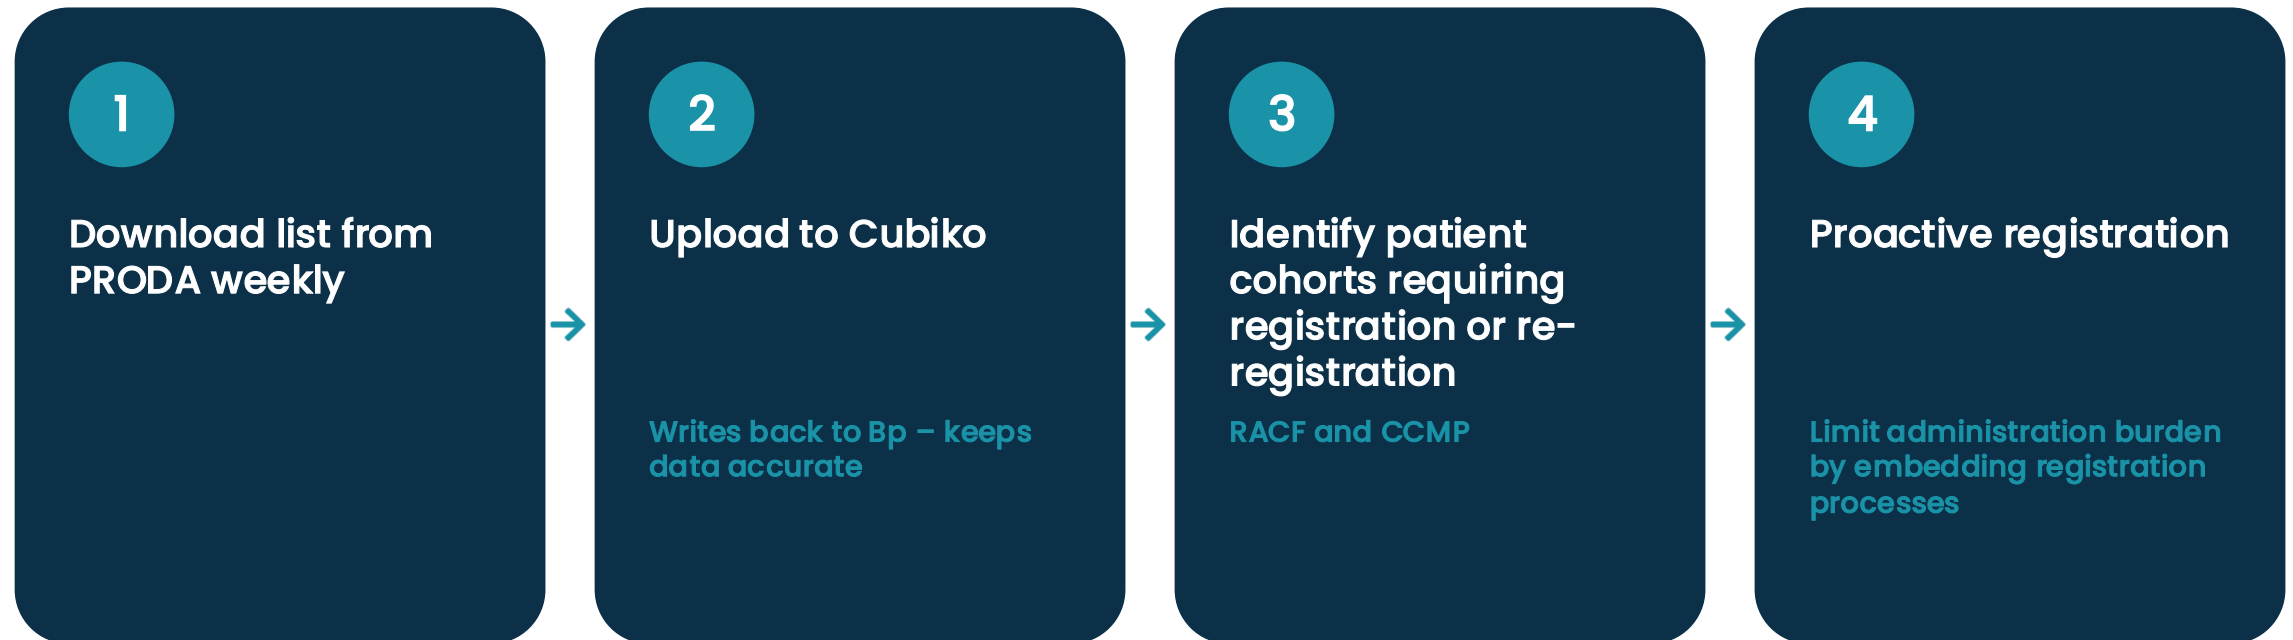 1
Download list from
PRODA weekly
2
Upload to Cubiko
Writes back to Bp – keeps
data accurate
3
Identify patient
cohorts requiring
registration or re-
registration
RACF and CCMP
4
Proactive registration
Limit administration burden
by embedding registration
processes